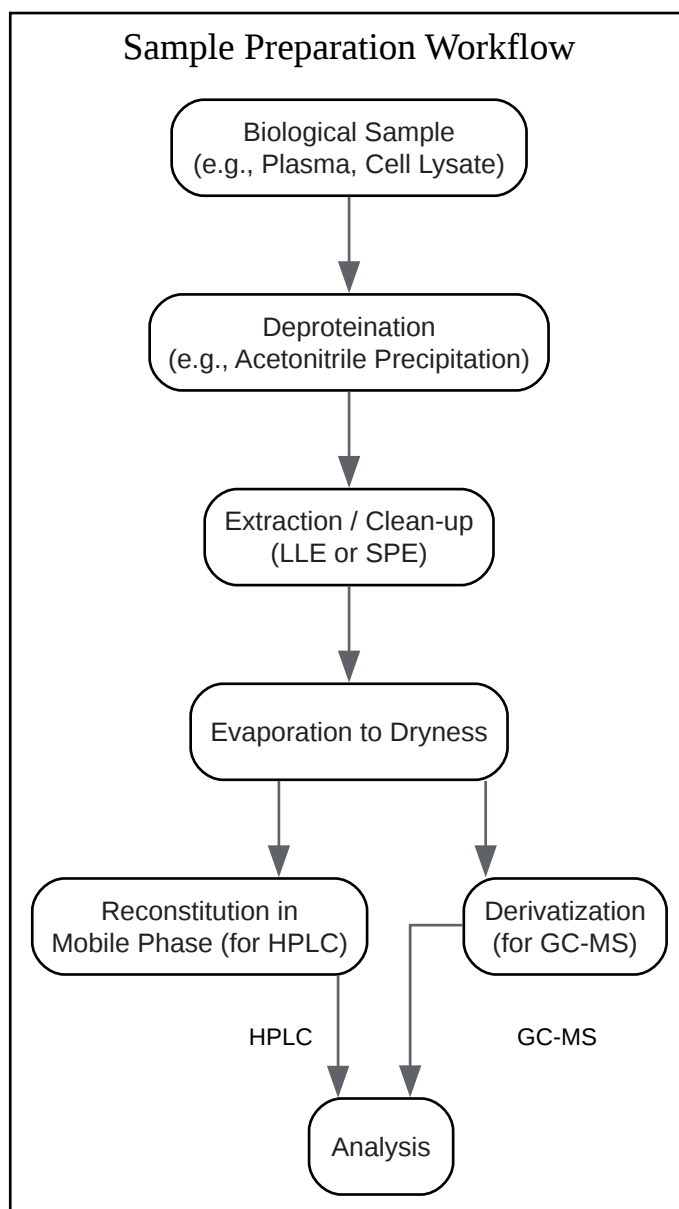 Sample Preparation Workflow
Biological Sample
(e.g., Plasma, Cell Lysate)
Deproteination
(e.g., Acetonitrile Precipitation)
Extraction / Clean-up
(LLE or SPE)
Evaporation to Dryness
Reconstitution in
Mobile Phase (for HPLC)
Derivatization
(for GC-MS)
HPLC
GC-MS
Analysis